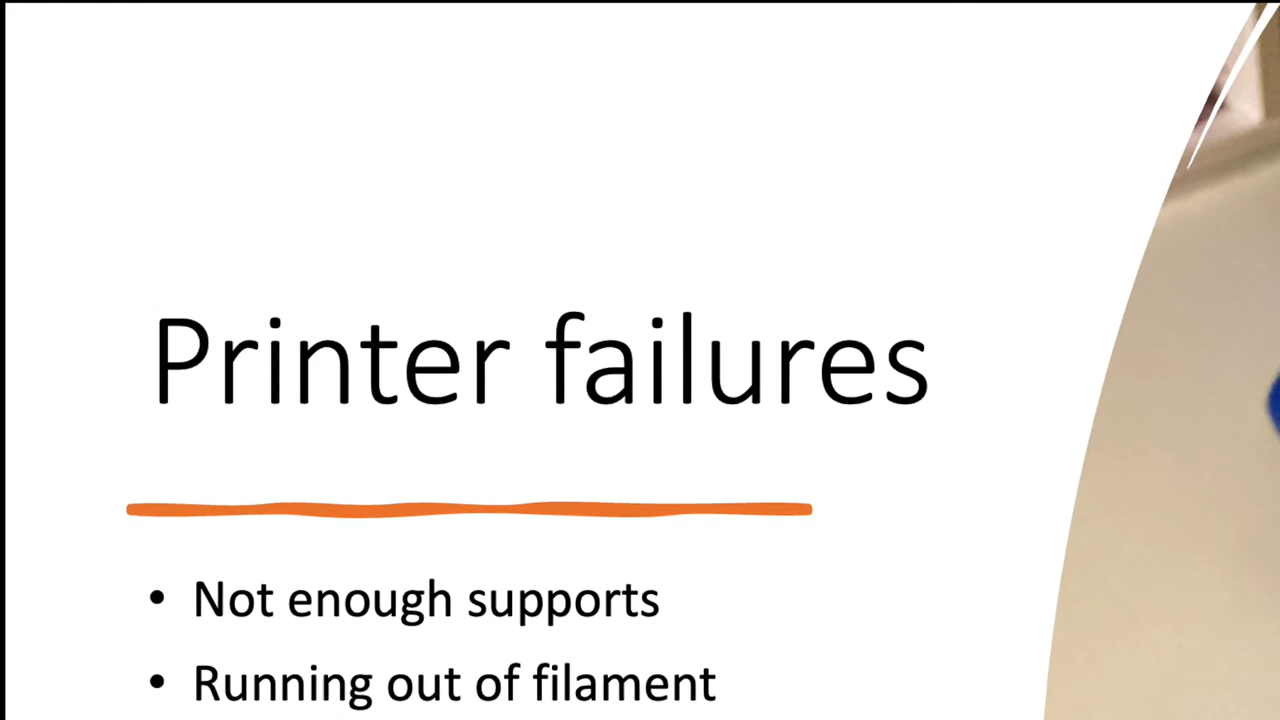 Printer failures
• Not enough supports
• Running out of filament